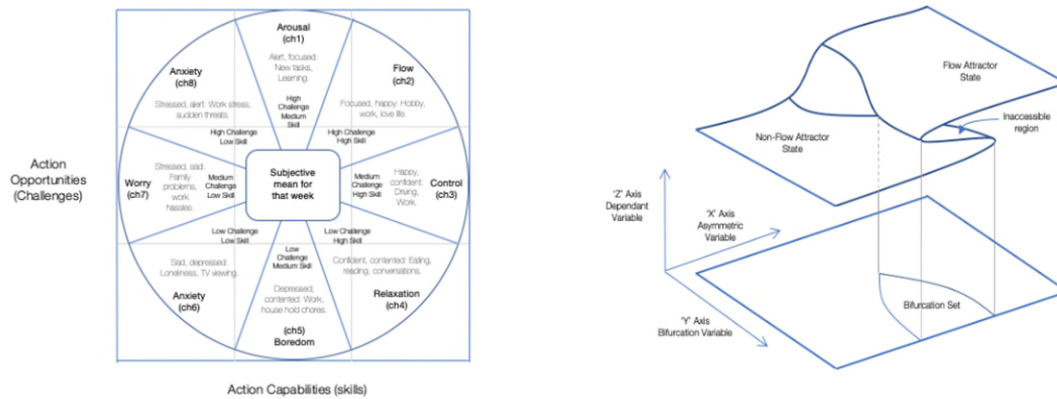 Arousal
(ch1)
Alert, focused:
New tasks,
Learning.
High
Challenge
Medium
Skill
Flow
(ch2)
Focused, happy: Hobby,
work, love life.
High Challenge
High Skill
Anxiety
(ch8)
Stressed, alert: Work stress,
sudden threats.
High Challenge
Low Skill
Action
Opportunities
(Challenges)
Worry
(ch7)
Stressed, sad:
Family
problems,
work
hassles.
Medium
Challenge
Low Skill
Subjective
mean for
that week
Medium
Challenge
High Skill
Happy,
confident:
Driving,
Work.
Control
(ch3)
Low Challenge
Low Skill
Sad, depressed:
Loneliness, TV viewing.
Anxiety
(ch6)
Low
Challenge
Medium Skill
Depressed,
contented: Work,
house hold chores.
(ch5)
Boredom
Low Challenge
High Skill
Confident, contented: Eating,
reading, conversations.
Relaxation
(ch4)
Action Capabilities (skills)
Flow Attractor
State
Inaccessible
region
Non-Flow Attractor
State
'Z' Axis
Dependant
Variable
'X' Axis
Asymmetric
Variable
'Y' Axis
Bifurcation Variable
Bifurcation Set